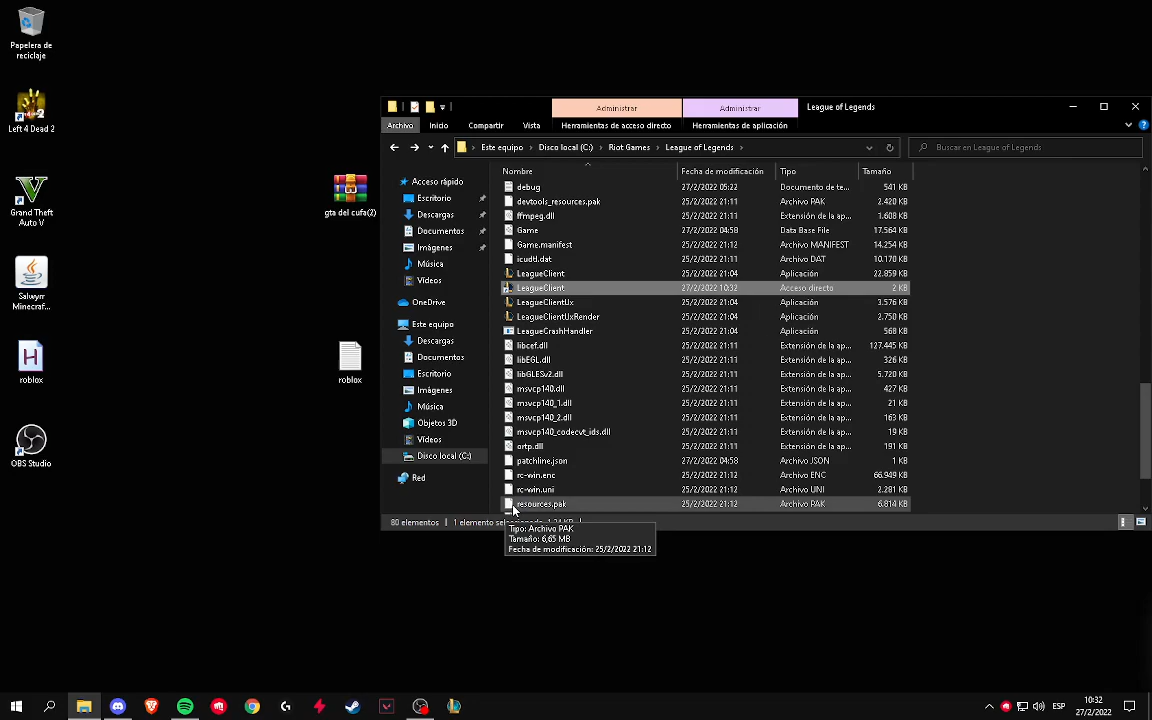 Papelera de
reciclaje
Left 4 Dead 2
Grand Theft
Auto V
Salwyrr
Minecraf...
roblox
OBS Studio
gta del cufa(2)
roblox
Administrar
Administrar
League of Legends
Archivo
Inicio
Compartir
Vista
Herramientas de acceso directo
Herramientas de aplicación
Este equipo
Disco local (C:)
Riot Games
League of Legends
Buscar en League of Legends
Acceso rápido
Escritorio
Descargas
Documentos
Imágenes
Música
Vídeos
OneDrive
Este equipo
Descargas
Documentos
Escritorio
Imágenes
Música
Objetos 3D
Vídeos
Disco local (C:)
Red
Nombre Fecha de modificación Tipo Tamaño
debug 27/2/2022 05:22 Documento de te... 541 KB
devtools_resources.pak 25/2/2022 21:11 Archivo PAK 2.420 KB
ffmpeg.dll 25/2/2022 21:11 Extensión de la ap... 1.608 KB
Game 27/2/2022 04:58 Data Base File 17.564 KB
Game.manifest 25/2/2022 21:12 Archivo MANIFEST 14.254 KB
icudtl.dat 25/2/2022 21:11 Archivo DAT 10.170 KB
LeagueClient 25/2/2022 21:04 Aplicación 22.859 KB
LeagueClient 27/2/2022 10:32 Acceso directo 2 KB
LeagueClientUx 25/2/2022 21:04 Aplicación 3.576 KB
LeagueClientUxRender 25/2/2022 21:04 Aplicación 2.750 KB
LeagueCrashHandler 25/2/2022 21:04 Aplicación 568 KB
libcef.dll 25/2/2022 21:11 Extensión de la ap... 127.445 KB
libEGL.dll 25/2/2022 21:11 Extensión de la ap... 326 KB
libGLESv2.dll 25/2/2022 21:11 Extensión de la ap... 5.720 KB
msvcp140.dll 25/2/2022 21:11 Extensión de la ap... 427 KB
msvcp140_1.dll 25/2/2022 21:11 Extensión de la ap... 21 KB
msvcp140_2.dll 25/2/2022 21:11 Extensión de la ap... 163 KB
msvcp140_codecvt_ids.dll 25/2/2022 21:11 Extensión de la ap... 19 KB
ortp.dll 25/2/2022 21:11 Extensión de la ap... 191 KB
patchline.json 27/2/2022 04:58 Archivo JSON 1 KB
rc-win.enc 25/2/2022 21:12 Archivo ENC 66.949 KB
rc-win.uni 25/2/2022 21:12 Archivo UNI 2.281 KB
resources.pak 25/2/2022 21:12 Archivo PAK 6.814 KB
80 elementos 1 elemento seleccionado
Tipo: Archivo PAK
Tamaño: 6,65 MB
Fecha de modificación: 25/2/2022 21:12
ESP
10:32
27/2/2022